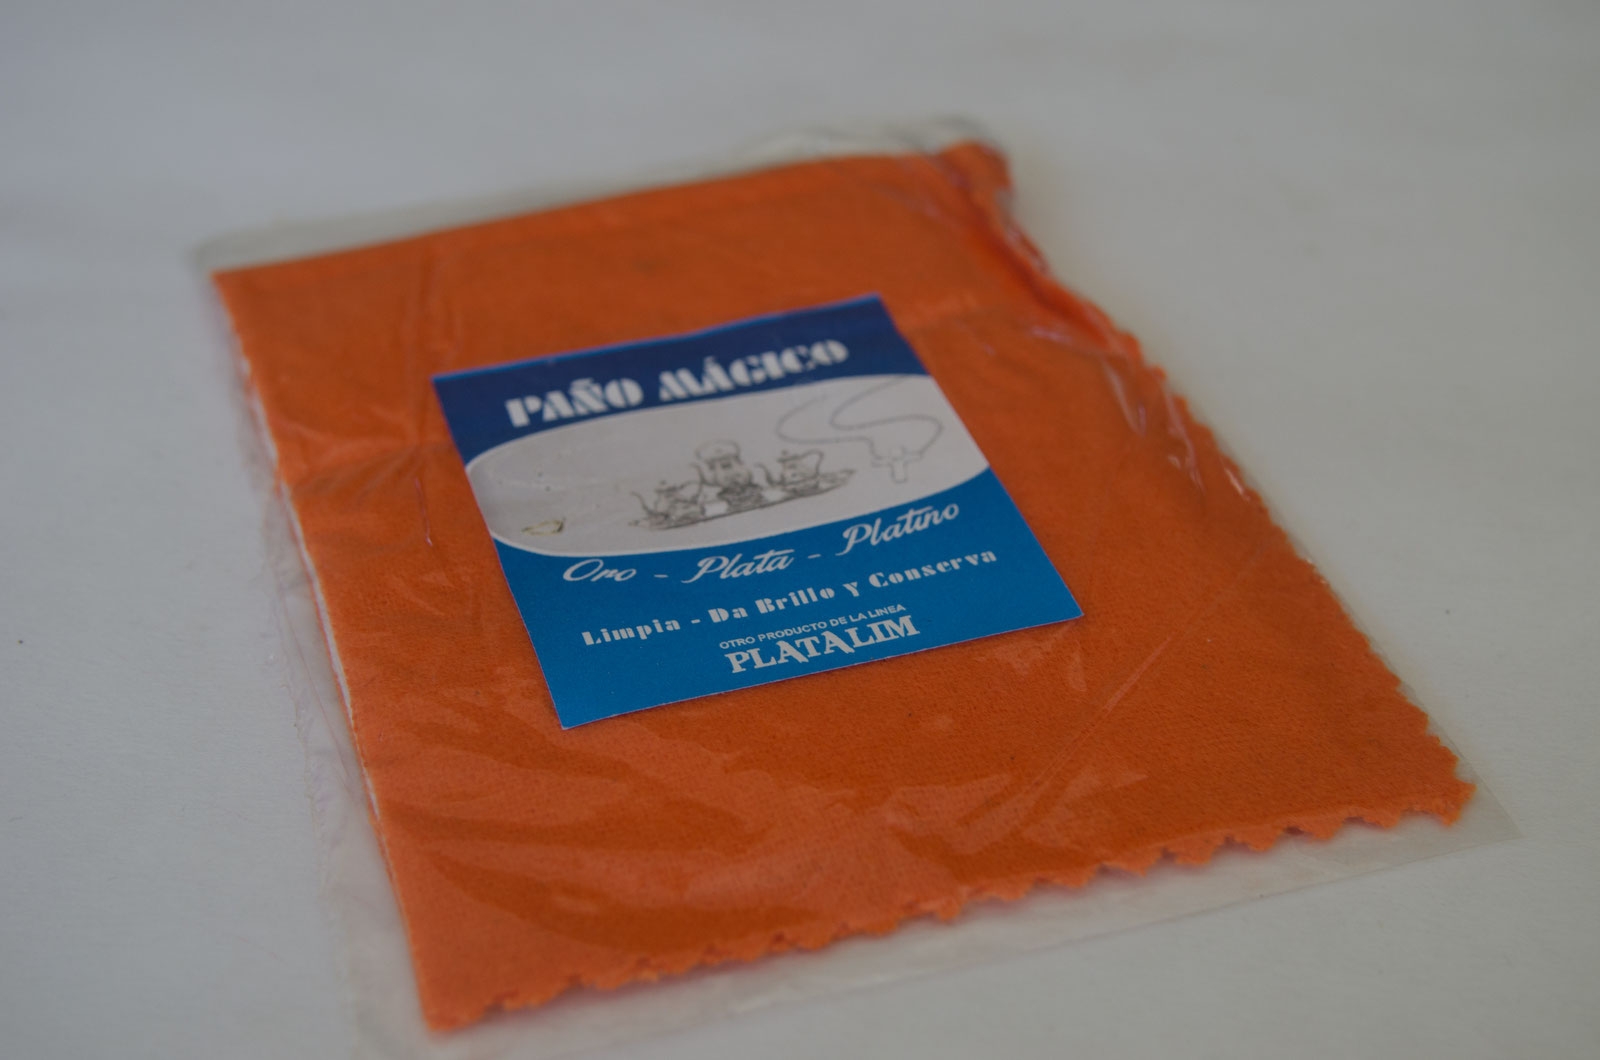 PAÑO MÁGICO
Oro - Plata - Platino
Limpia - Da Brillo y Conserva
OTRO PRODUCTO DE LA LINEA
PLATALIM